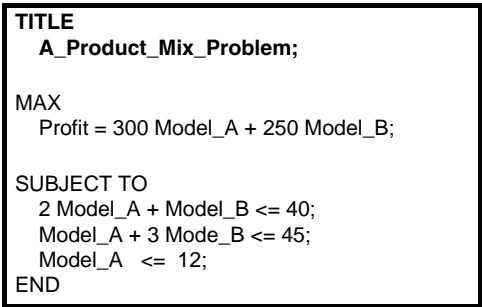 TITLE
A_Product_Mix_Problem;
MAX
Profit = 300 Model_A + 250 Model_B;
SUBJECT TO
2 Model_A + Model_B <= 40;
Model_A + 3 Mode_B <= 45;
Model_A <= 12;
END